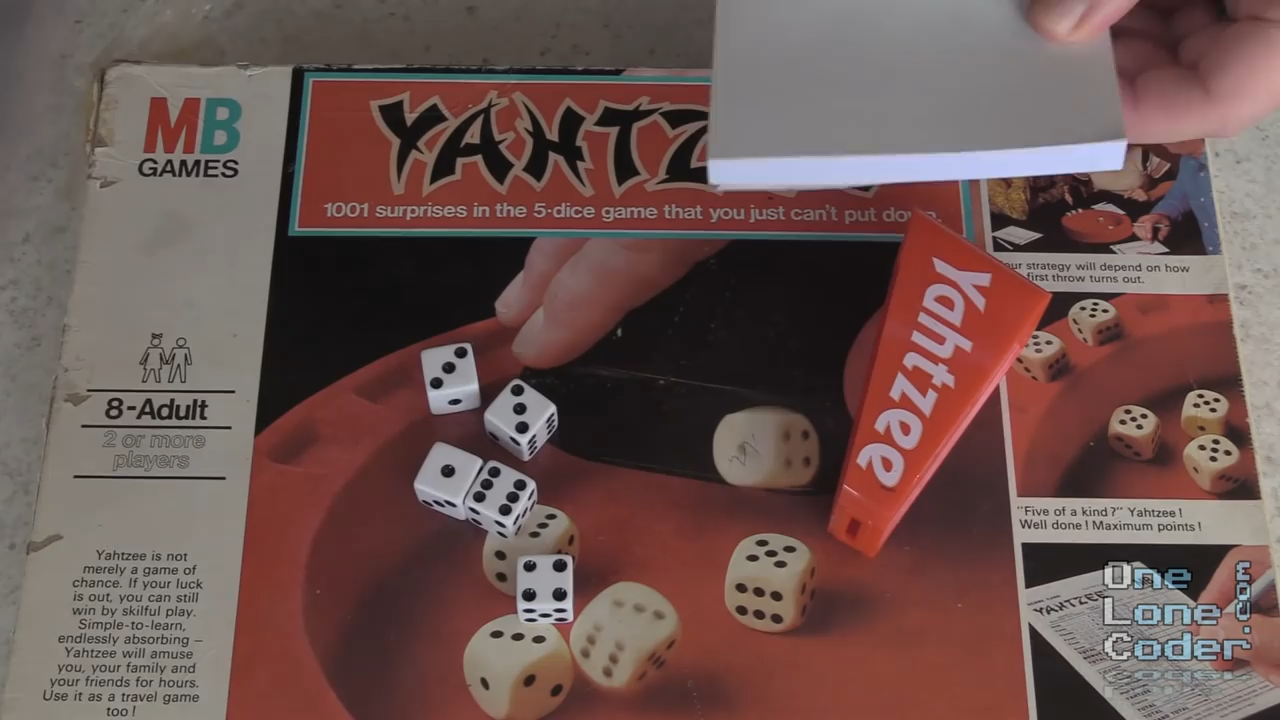 MB
GAMES
1001 surprises in the 5-dice game that you just can't put
8-Adult
2 or more
players
Yahtzee is not
merely a game of
chance. If your luck
is out, you can still
win by skilful play.
Simple-to-learn,
endlessly absorbing –
Yahtzee will amuse
you, your family and
your friends for hours.
Use it as a travel game
too!
Yahtzee
strategy will depend on how
first throw turns out.
"Five of a kind?" Yahtzee!
Well done! Maximum points!
YAHTZEE
One
Lone
Coder
.com